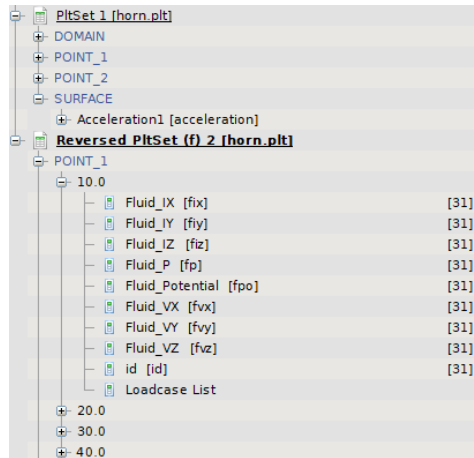 PltSet 1 [horn.plt]
DOMAIN
POINT_1
POINT_2
SURFACE
Acceleration1 [acceleration]
Reversed PltSet (f) 2 [horn.plt]
POINT_1
10.0
Fluid_IX [fix] [31]
Fluid_IY [fiy] [31]
Fluid_IZ [fiz] [31]
Fluid_P [fp] [31]
Fluid_Potential [fpo] [31]
Fluid_VX [fvx] [31]
Fluid_VY [fvy] [31]
Fluid_VZ [fvz] [31]
id [id] [31]
Loadcase List
20.0
30.0
40.0